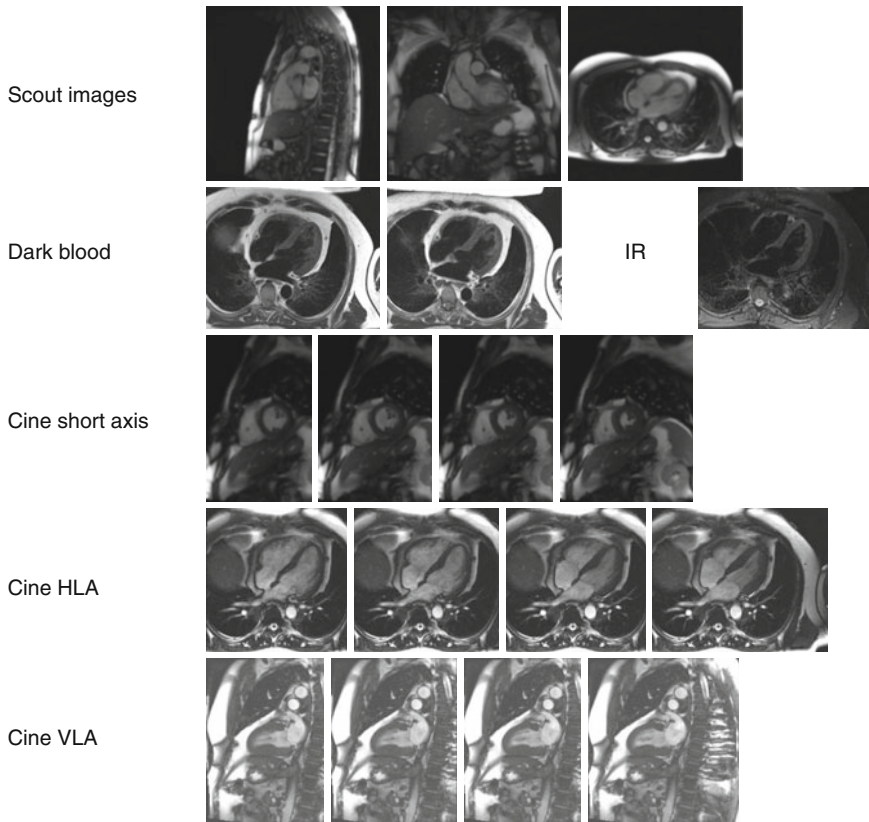 Scout images
Dark blood
IR
Cine short axis
Cine HLA
Cine VLA